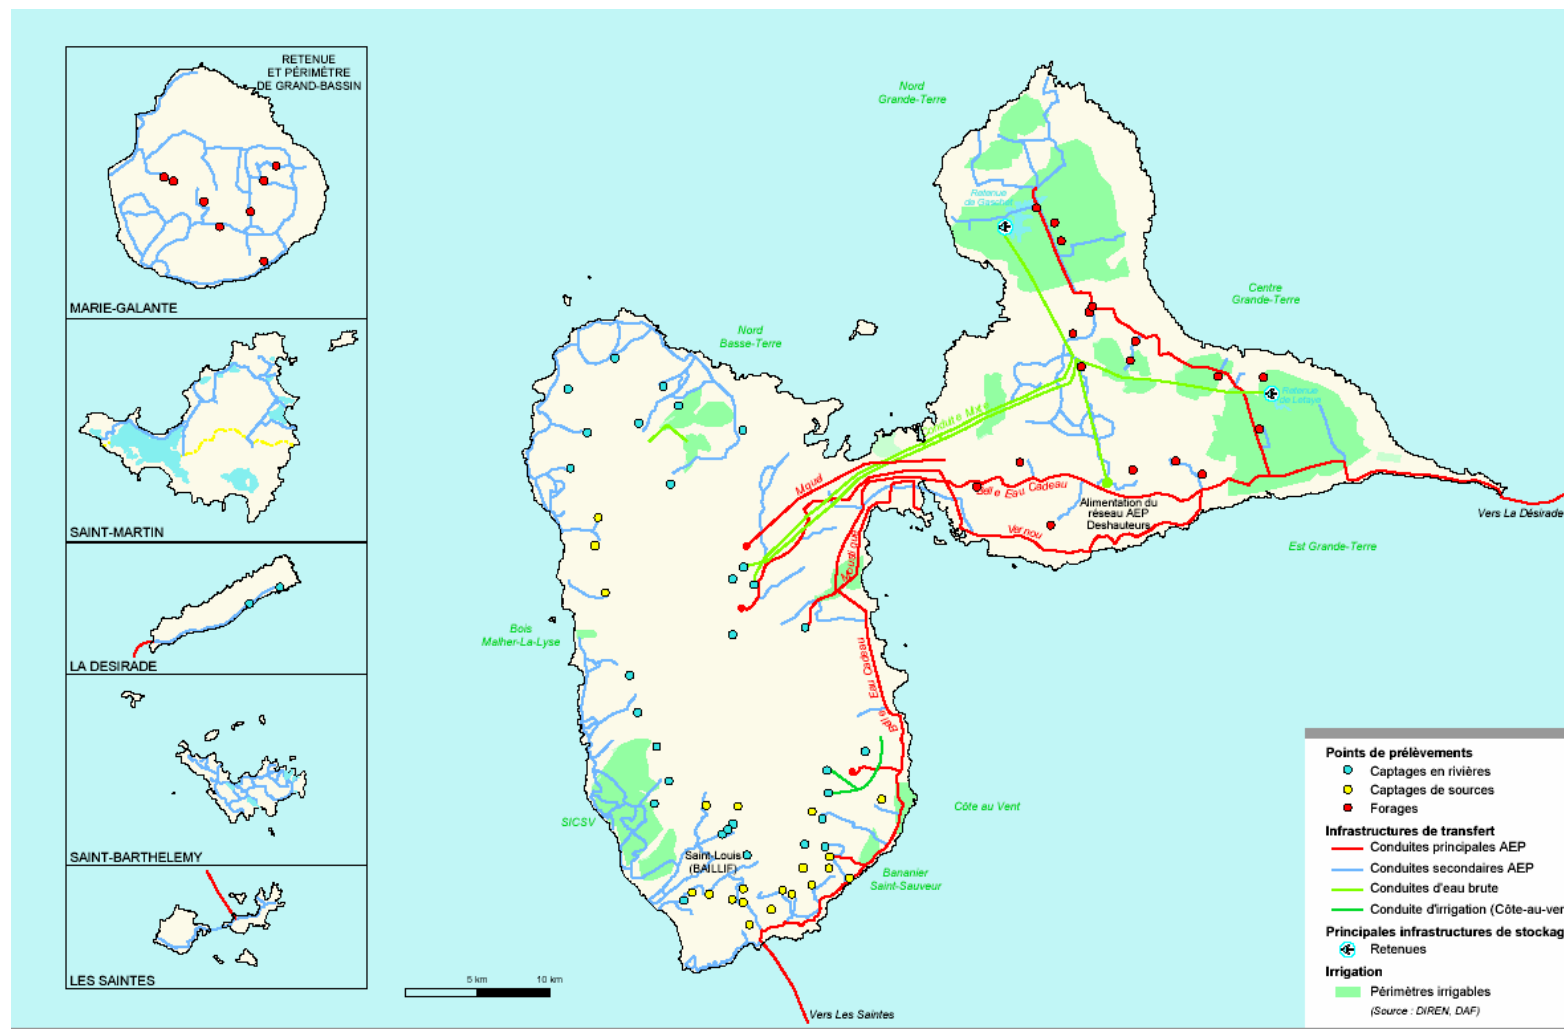 RETENUE
ET PÉRIMÈTRE
DE GRAND-BASSIN
MARIE-GALANTE
SAINT-MARTIN
LA DESIRADE
SAINT-BARTHELEMY
LES SAINTES
Nord
Grande-Terre
Retenue
de Gaschet
Centre
Grande-Terre
Nord
Basse-Terre
Retenue
de Letaye
Conduite Mixte
Belle Eau Cadeau
Alimentation du
réseau AEP
Deshauteurs
Vers La Désirade
Vernou
Est Grande-Terre
Bois
Malher-La-Lyse
Belle Eau Cadeau
SICSV
Côte au Vent
Saint-Louis
(BAILLIF)
Bananier
Saint-Sauveur
5 km
10 km
Vers Les Saintes
Points de prélèvements
Captages en rivières
Captages de sources
Forages
Infrastructures de transfert
Conduites principales AEP
Conduites secondaires AEP
Conduites d'eau brute
Conduite d'irrigation (Côte-au-ver
Principales infrastructures de stockag
Retenues
Irrigation
Périmètres irrigables
(Source : DIREN, DAF)